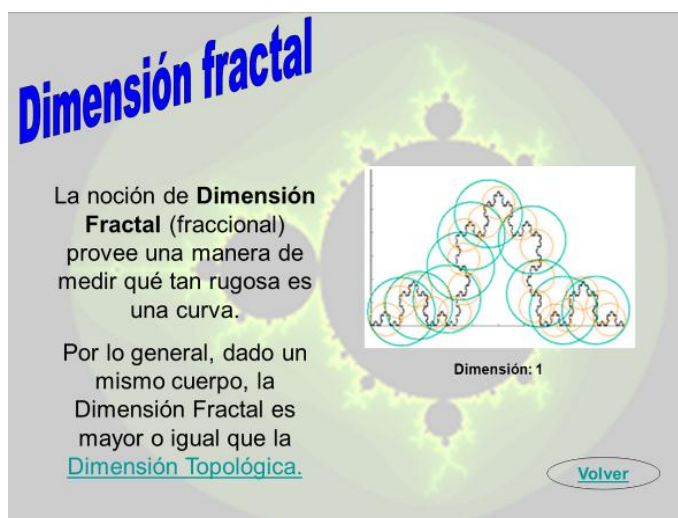 Dimensión fractal
La noción de Dimensión
Fractal (fraccional)
provee una manera de
medir qué tan rugosa es
una curva.
Por lo general, dado un
mismo cuerpo, la
Dimensión Fractal es
mayor o igual que la
Dimensión Topológica.
Dimensión: 1
Volver